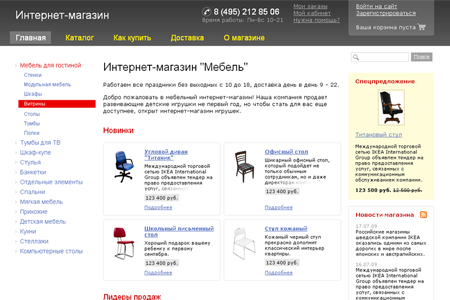 Интернет-магазин
8 (495) 212 85 06
Время работы: Пн-Вс 10-21
Мои заказы
Мой кабинет
Нужна помощь?
Войти на сайт
Зарегистрироваться
Ваша корзина пуста
Главная
Каталог
Как купить
Доставка
О магазине
Мебель для гостиной
Стенки
Модульная мебель
Шкафы
Витрины
Столы
Тумбы
Полки
Тумбы для ТВ
Шкаф-купе
Стулья
Банкетки
Отдельные элементы
Спальни
Мягкая мебель
Прихожие
Детская мебель
Кухни
Стеллажи
Компьютерные столы
Интернет-магазин "Мебель"
Работаем все праздники без выходных с 10 до 18, доставка день в день 9 - 22.
Добро пожаловать в мебельный интернет-магазин! Наша компания продает
развивающие детские игрушки не первый год, но чтобы стать для вас еще
доступнее, открыт интернет-магазин игрушек.
Новинки
Угловой диван
"Титаник"
Международной торговой
сетью IKEA International
Group объявлен тендер на
право предоставления
услуг, связанных с
123 400 руб.
Подробнее
Офисный стол
Шикарный офисный стол,
который подойдет не
только обычным
сотрудникам, но и даже
123 400 руб.
Подробнее
Школьный письменный
стол
Хороший подарок вашему
ребенку к первому
сентября.
123 400 руб.
Подробнее
Стул кожаный
Кожаный черный стул
прекрасно дополнит
классический интерьер
квартиры.
123 400 руб.
Подробнее
Лидеры продаж
Поиск
Спецпредложение
Титановый стул
Международной торговой
сетью IKEA International
Group объявлен тендер на
право предоставления
услуг, связанных с
коммуникационным
обслуживанием компании.
123 500 руб. 12 500 руб.
Новости магазина
17.07.09
Российские магазины
шведской компании IKEA
оказались одними из самых
дорогих в мире после
японских и австралийских.
16.07.09
Международной торговой
сетью IKEA International
Group объявлен тендер на
право предоставления
услуг, связанных с
коммуникационным